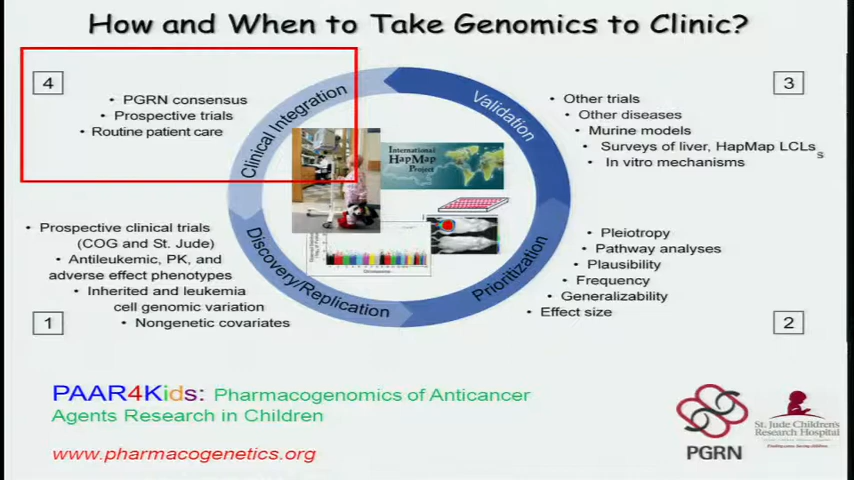 How and When to Take Genomics to Clinic?
4
• PGRN consensus
• Prospective trials
• Routine patient care
Clinical Integration
Validation
3
• Other trials
• Other diseases
• Murine models
• Surveys of liver, HapMap LCLs
s
• In vitro mechanisms
International
HapMap
Project
• Prospective clinical trials
(COG and St. Jude)
• Antileukemic, PK, and
adverse effect phenotypes
• Inherited and leukemia
cell genomic variation
• Nongenetic covariates
1
Discovery/Replication
Prioritization
• Pleiotropy
• Pathway analyses
• Plausibility
• Frequency
• Generalizability
• Effect size
2
PAAR4Kids: Pharmacogenomics of Anticancer
Agents Research in Children
www.pharmacogenetics.org
PGRN
St. Jude Children's
Research Hospital